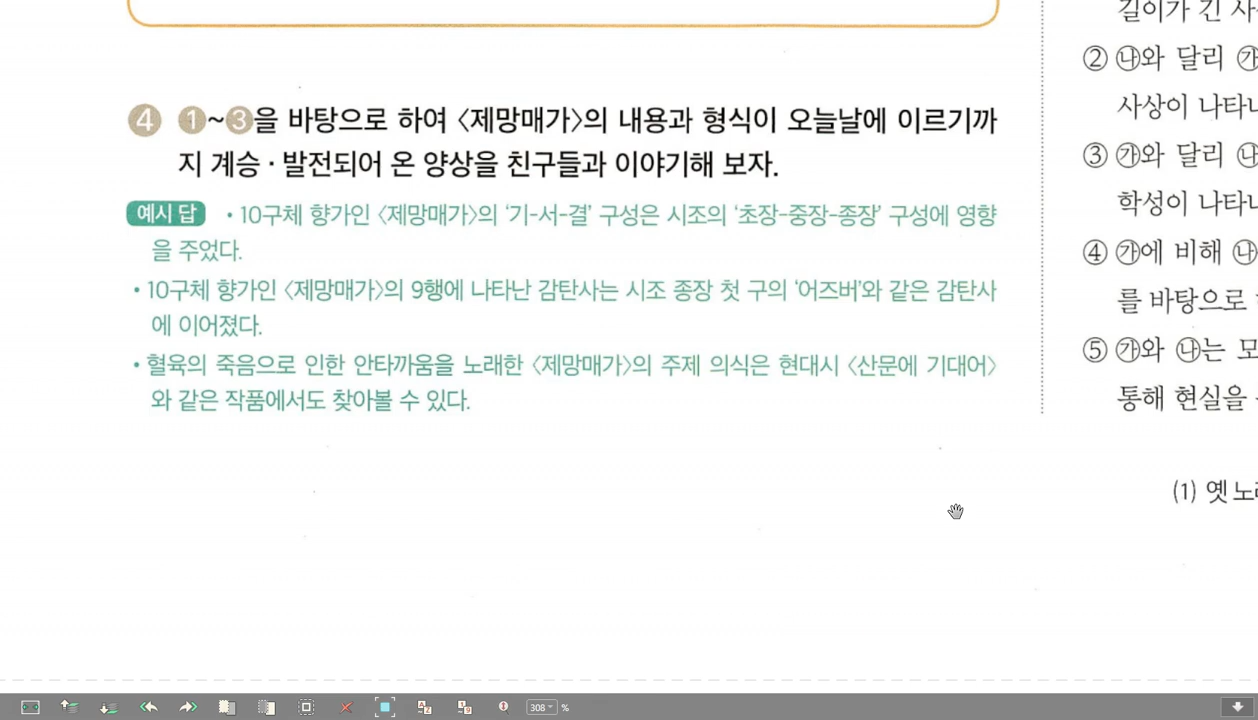 4 1~3을 바탕으로 하여 〈제망매가〉의 내용과 형식이 오늘날에 이르기까
지 계승·발전되어 온 양상을 친구들과 이야기해 보자.
예시 답 • 10구체 향가인 〈제망매가〉의 '기-서-결' 구성은 시조의 '초장-중장-종장' 구성에 영향
을 주었다.
• 10구체 향가인 〈제망매가〉의 9행에 나타난 감탄사는 시조 종장 첫 구의 '어즈버'와 같은 감탄사
에 이어졌다.
• 혈육의 죽음으로 인한 안타까움을 노래한 〈제망매가〉의 주제 의식은 현대시 〈산문에 기대어〉
와 같은 작품에서도 찾아볼 수 있다.
길이가 긴 사
② ㉯와 달리 ㉮
사상이 나타나
③ ㉮와 달리 ㉯
학성이 나타나
④ ㉮에 비해 ㉯
를 바탕으로
⑤ ㉮와 ㉯는 모
통해 현실을
(1) 옛 노래
308 %